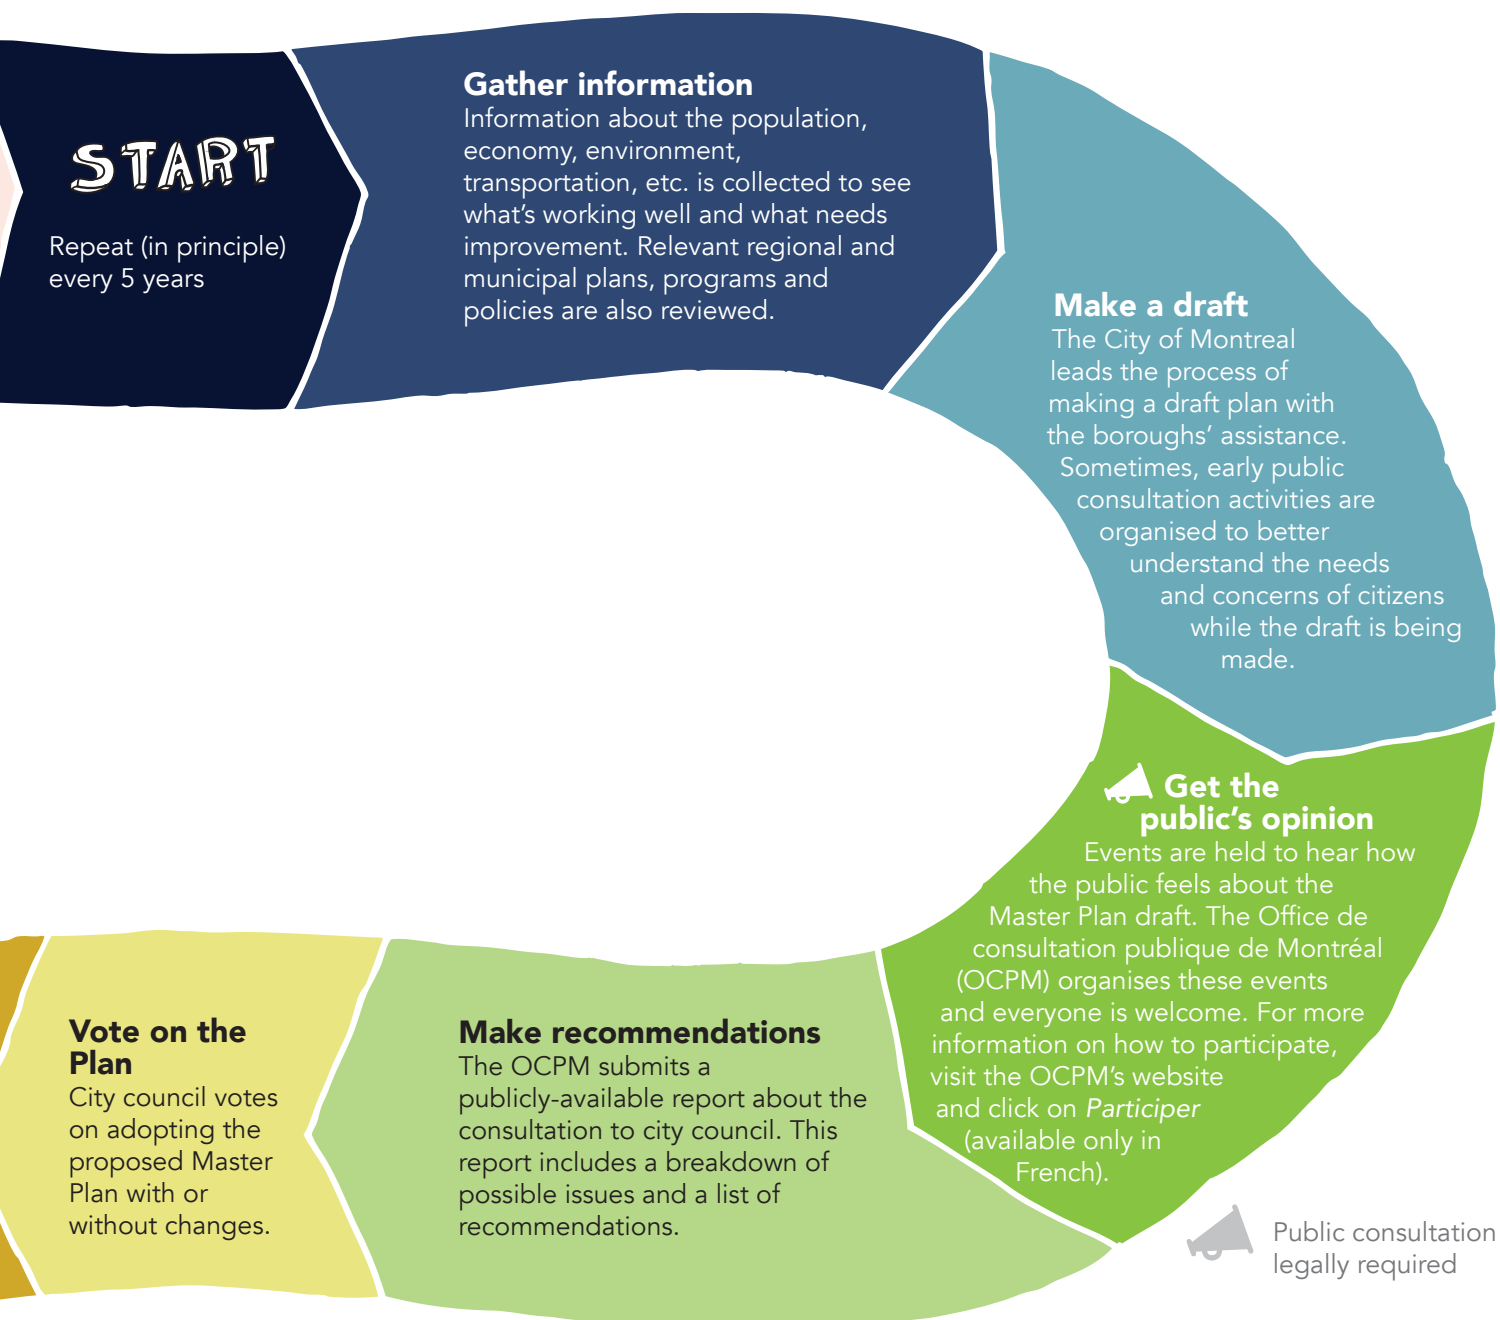 START
Repeat (in principle)
every 5 years
Gather information
Information about the population,
economy, environment,
transportation, etc. is collected to see
what's working well and what needs
improvement. Relevant regional and
municipal plans, programs and
policies are also reviewed.
Make a draft
The City of Montreal
leads the process of
making a draft plan with
the boroughs' assistance.
Sometimes, early public
consultation activities are
organised to better
understand the needs
and concerns of citizens
while the draft is being
made.
Get the
public's opinion
Events are held to hear how
the public feels about the
Master Plan draft. The Office de
consultation publique de Montréal
(OCPM) organises these events
and everyone is welcome. For more
information on how to participate,
visit the OCPM's website
and click on Participer
(available only in
French).
Make recommendations
The OCPM submits a
publicly-available report about the
consultation to city council. This
report includes a breakdown of
possible issues and a list of
recommendations.
Vote on the
Plan
City council votes
on adopting the
proposed Master
Plan with or
without changes.
Public consultation
legally required